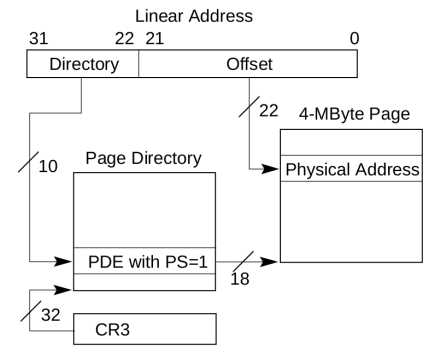 Linear Address
31 22 21 0
Directory Offset
22 4-MByte Page
10 Page Directory
Physical Address
PDE with PS=1
18
32
CR3